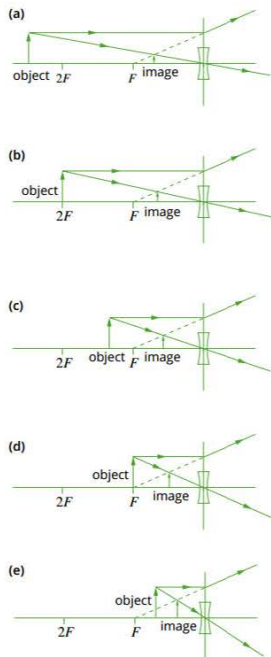 (a)
object 2F F image
(b)
object
2F F image
(c)
2F object F image
(d)
object
2F F image
(e)
object
2F F image